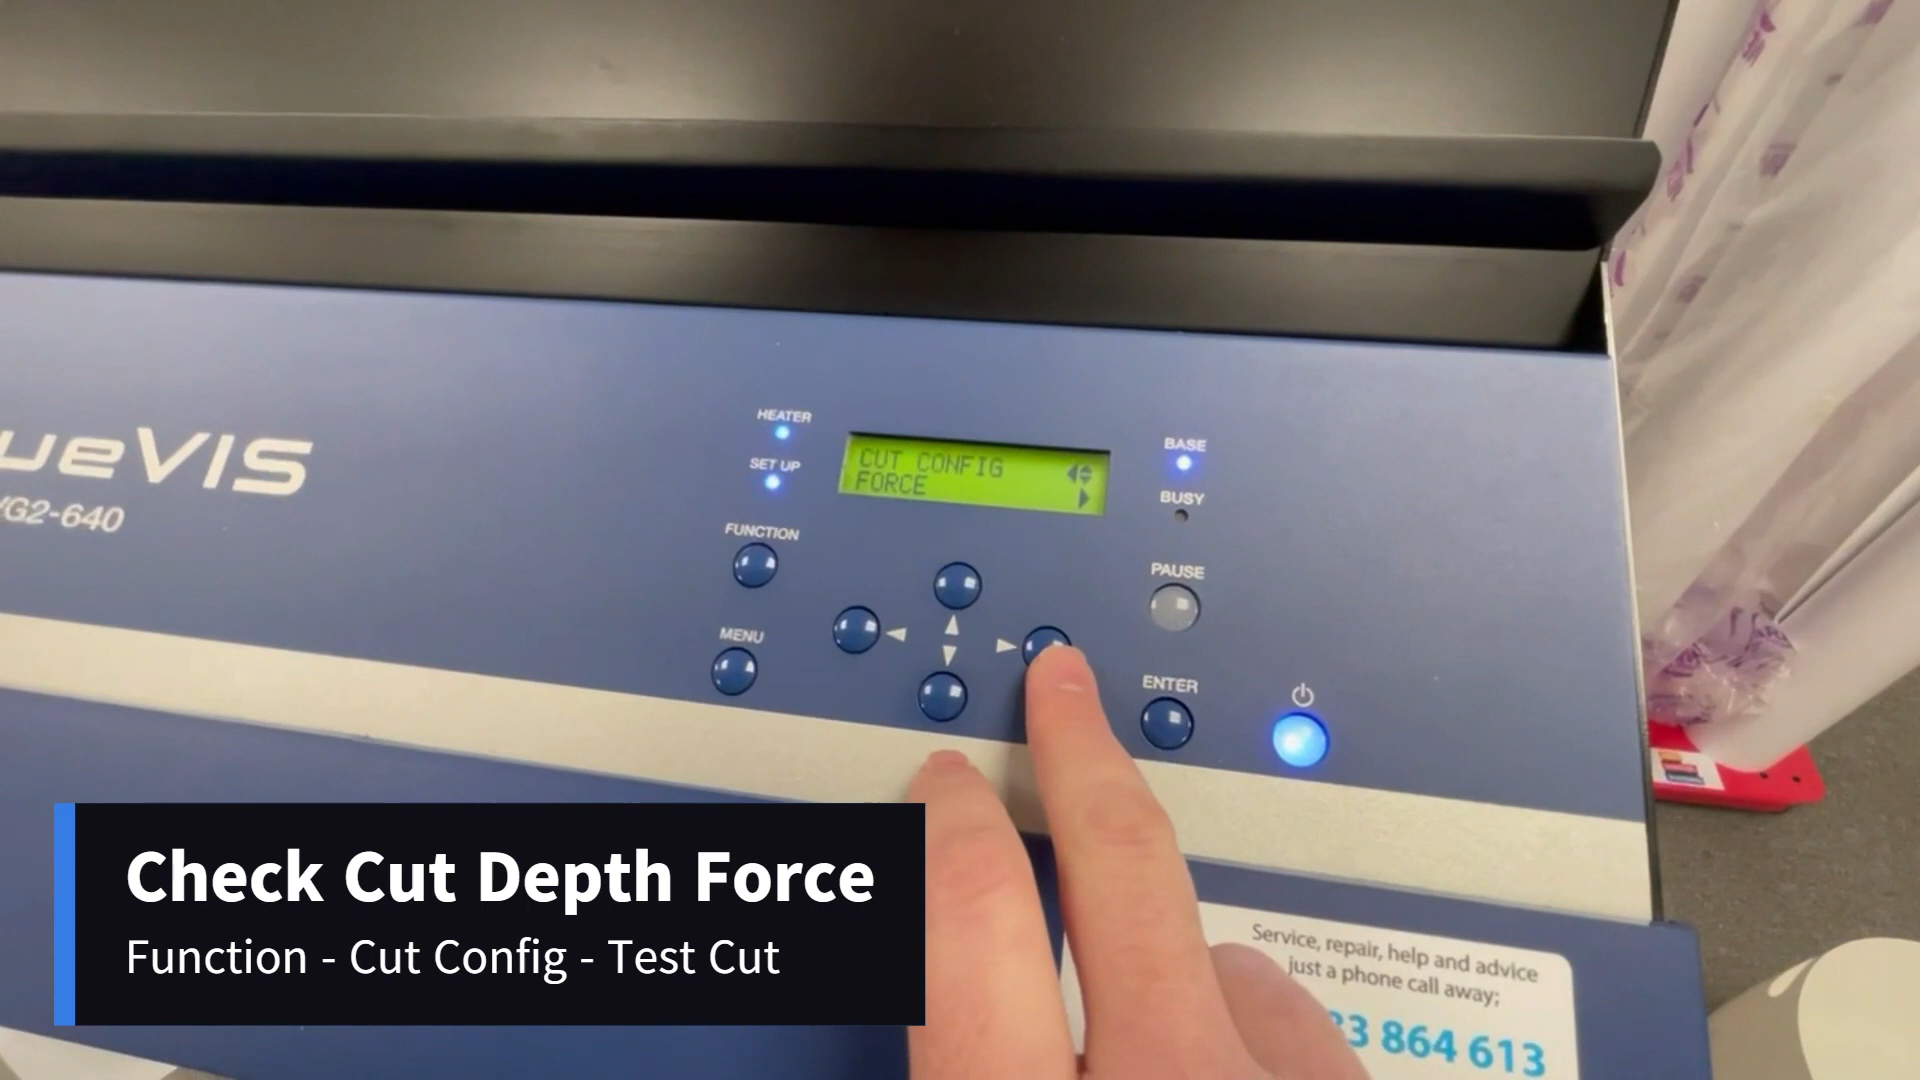 HEATER
SET UP
CUT CONFIG
FORCE
BASE
BUSY
ueVIS
VG2-640
FUNCTION
MENU
PAUSE
ENTER
Check Cut Depth Force
Function - Cut Config - Test Cut
Service, repair, help and advice
just a phone call away;
3 864 613